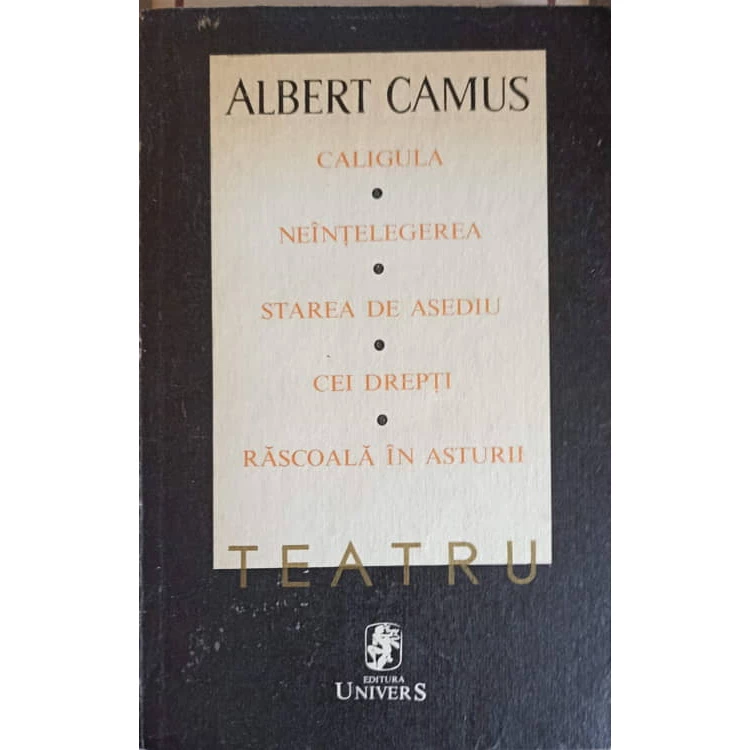 ALBERT CAMUS
CALIGULA
•
NEÎNȚELEGEREA
•
STAREA DE ASEDIU
•
CEI DREPȚI
•
RĂSCOALĂ ÎN ASTURII
TEATRU
EDITURA
UNIVERS